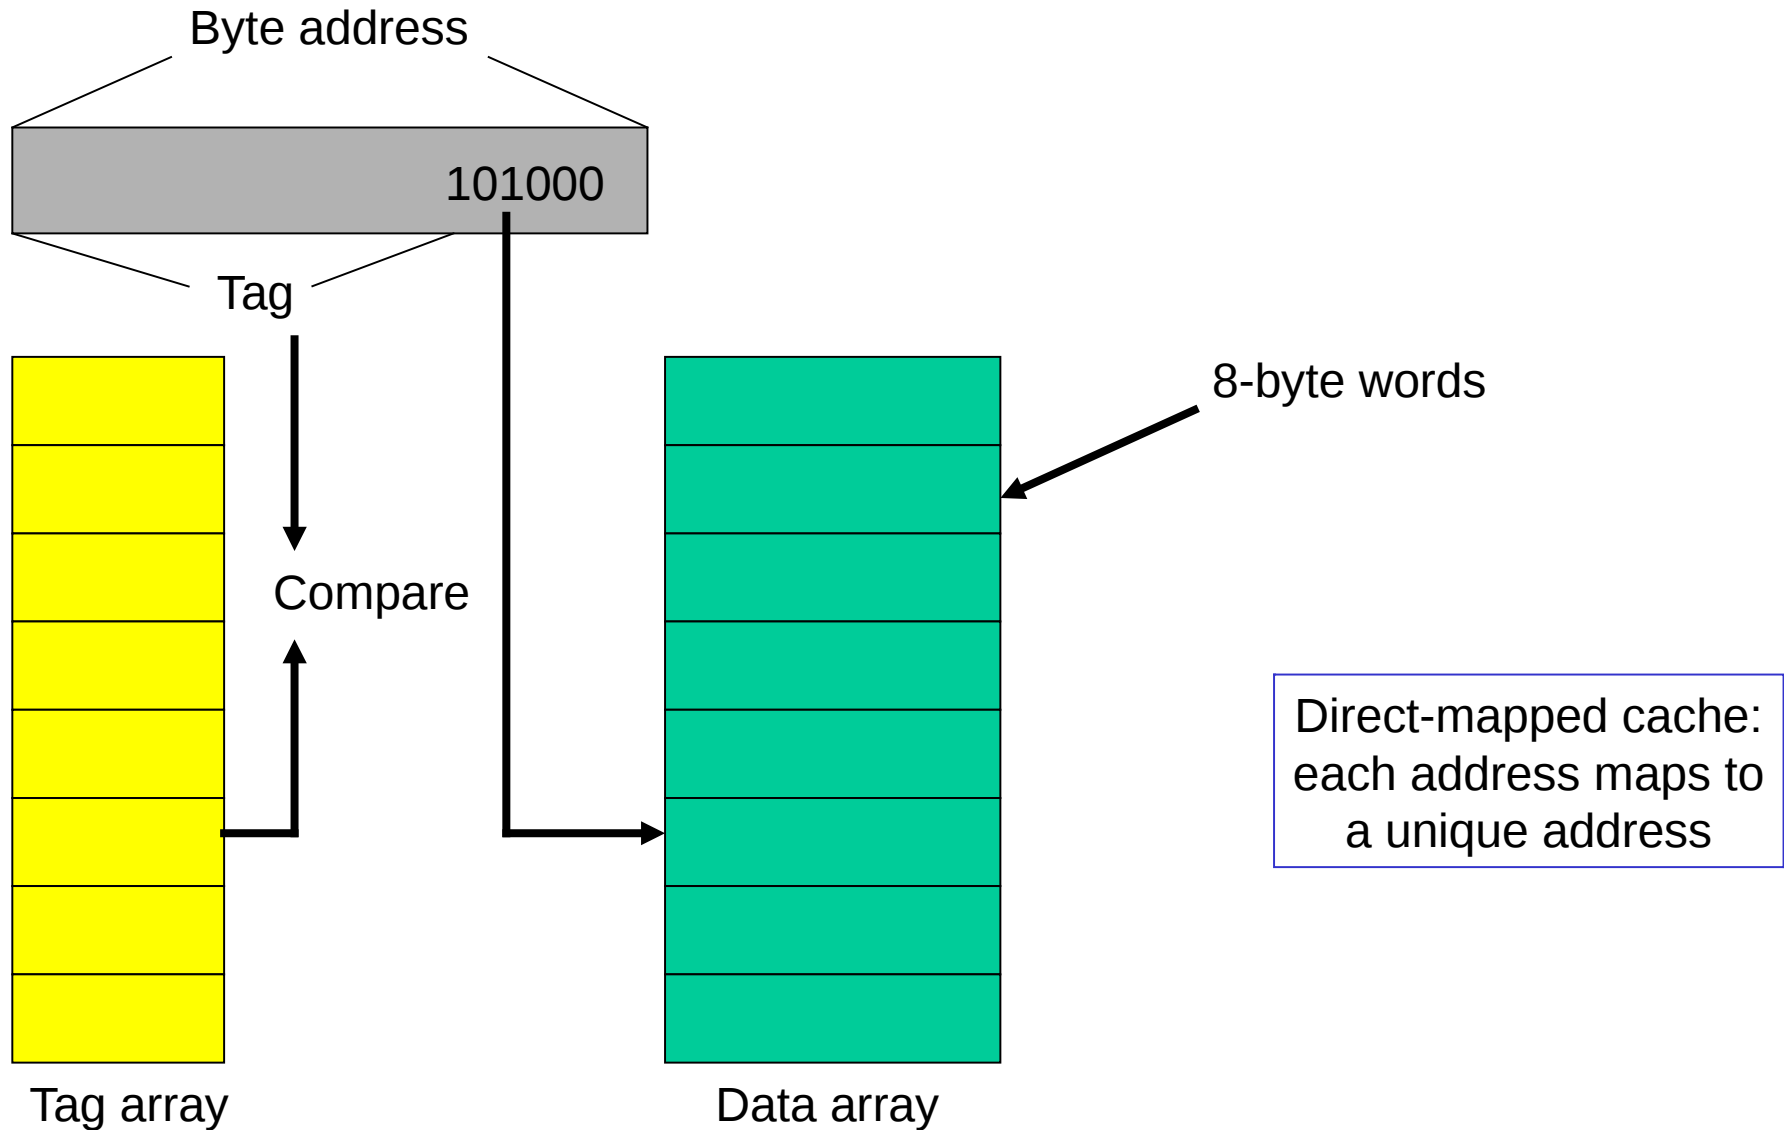 Byte address
101000
Tag
8-byte words
Compare
Direct-mapped cache:
each address maps to
a unique address
Tag array
Data array